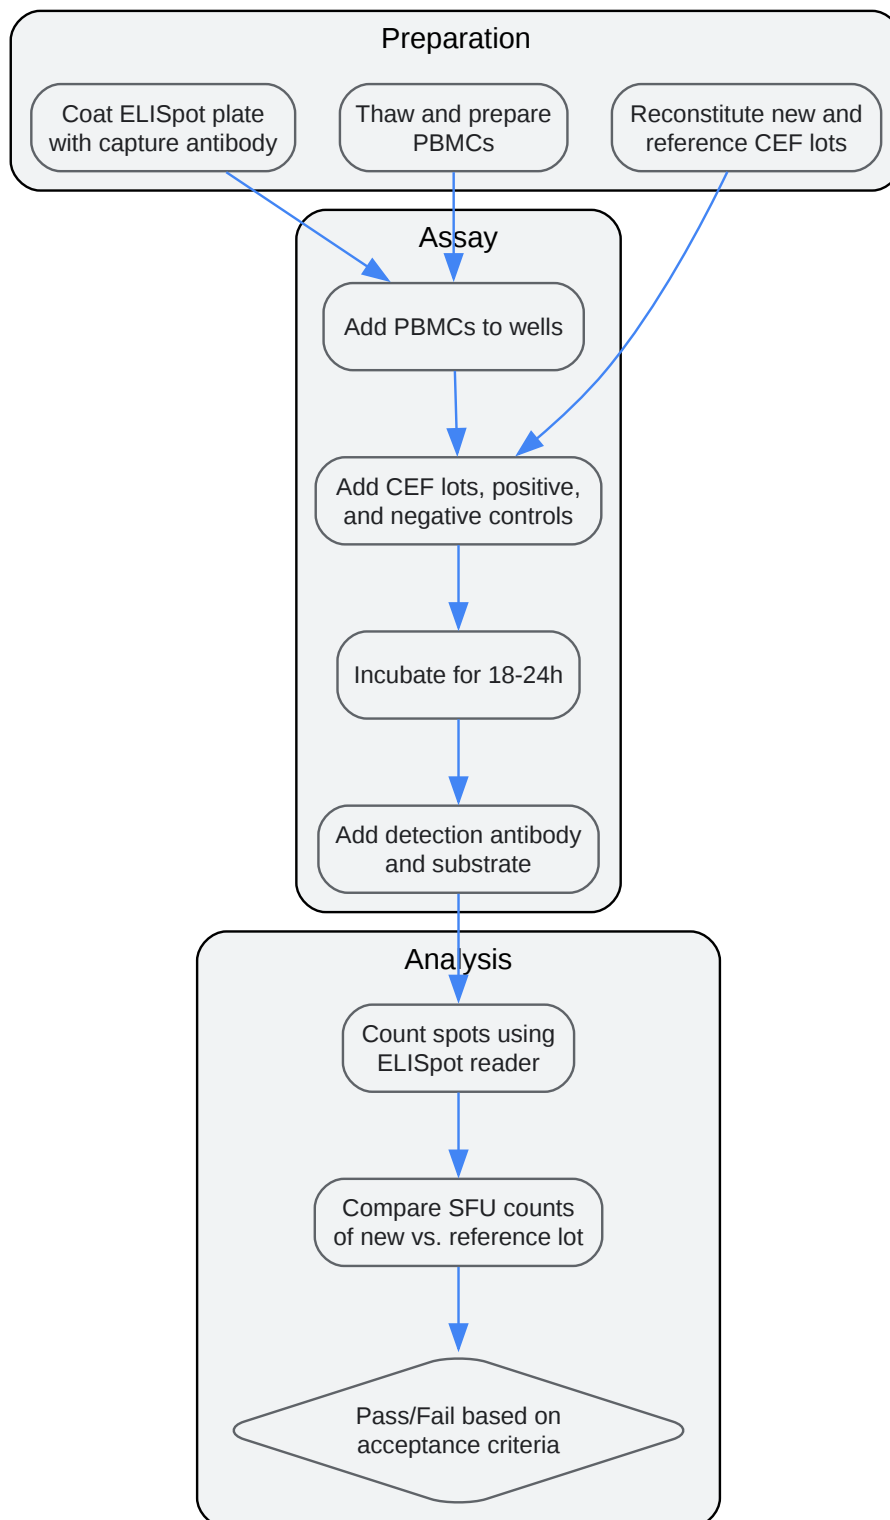 Preparation
Coat ELISpot plate
with capture antibody
Thaw and prepare
PBMCs
Reconstitute new and
reference CEF lots
Assay
Add PBMCs to wells
Add CEF lots, positive,
and negative controls
Incubate for 18-24h
Add detection antibody
and substrate
Analysis
Count spots using
ELISpot reader
Compare SFU counts
of new vs. reference lot
Pass/Fail based on
acceptance criteria